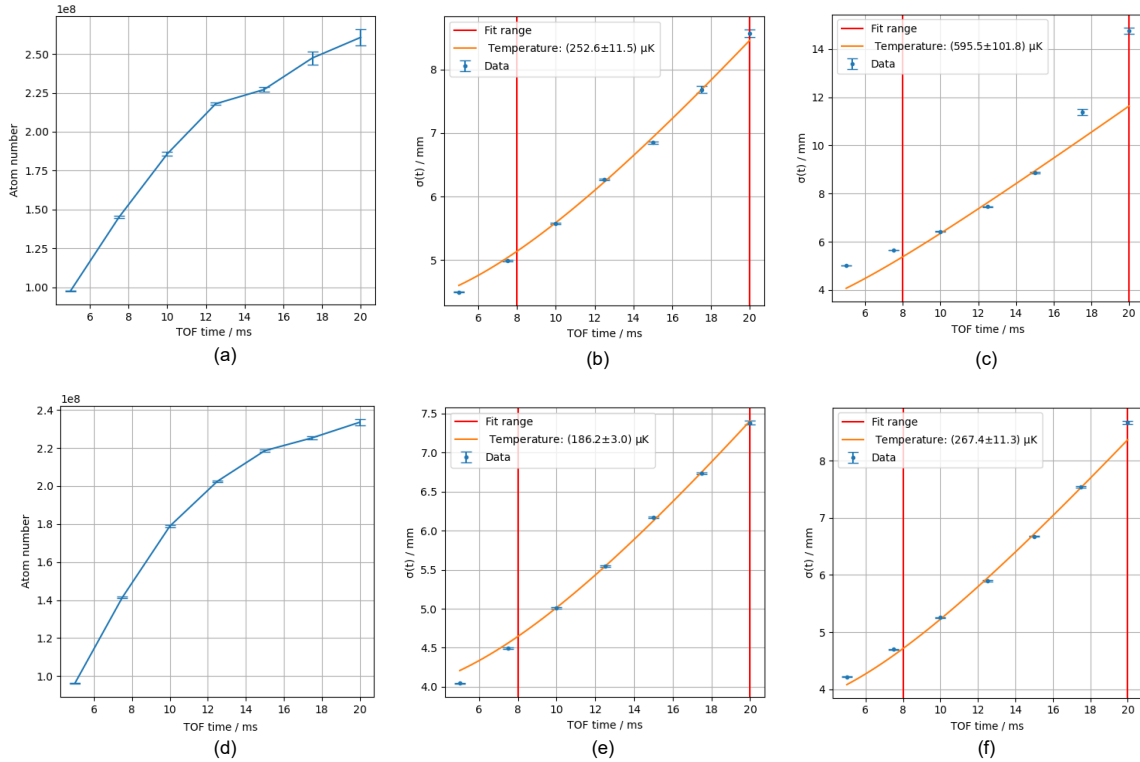 1e8
2.50
2.25
2.00
1.75
1.50
1.25
1.00
Atom number
6 8 10 12 14 16 18 20
TOF time / ms
(a)
Fit range
Temperature: (252.6±11.5) µK
Data
8
7
6
5
σ(t) / mm
6 8 10 12 14 16 18 20
TOF time / ms
(b)
Fit range
Temperature: (595.5±101.8) µK
Data
14
12
10
8
6
4
σ(t) / mm
6 8 10 12 14 16 18 20
TOF time / ms
(c)
1e8
2.4
2.2
2.0
1.8
1.6
1.4
1.2
1.0
Atom number
6 8 10 12 14 16 18 20
TOF time / ms
(d)
Fit range
Temperature: (186.2±3.0) µK
Data
7.5
7.0
6.5
6.0
5.5
5.0
4.5
4.0
σ(t) / mm
6 8 10 12 14 16 18 20
TOF time / ms
(e)
Fit range
Temperature: (267.4±11.3) µK
Data
8
7
6
5
4
σ(t) / mm
6 8 10 12 14 16 18 20
TOF time / ms
(f)